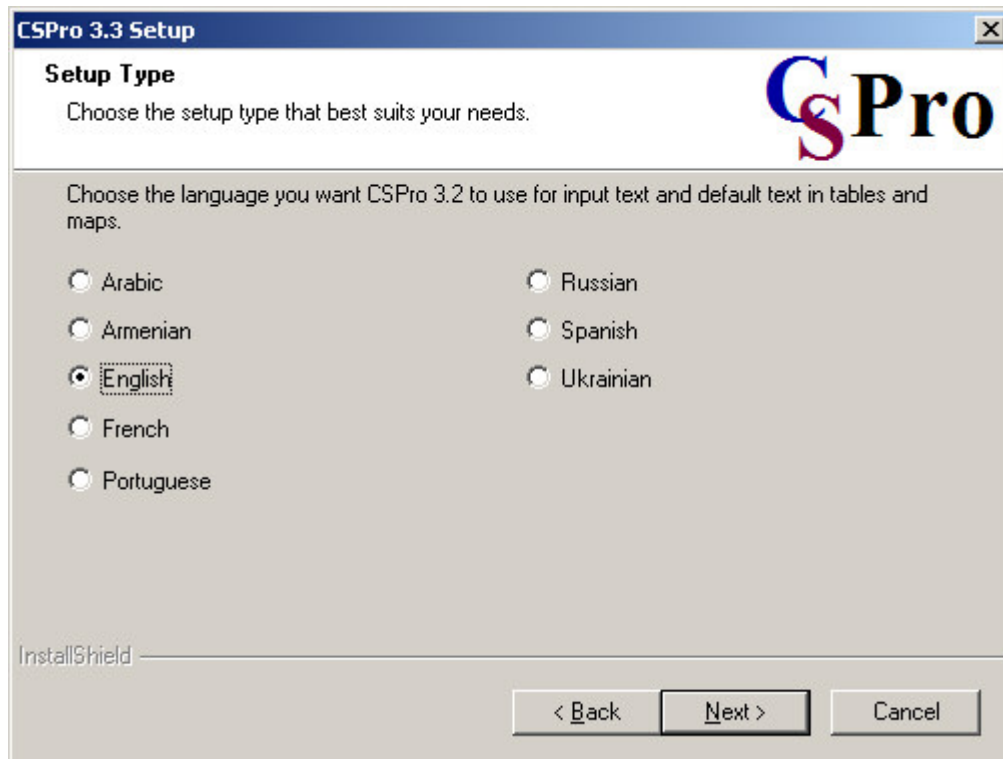 CSPro 3.3 Setup
Setup Type
Choose the setup type that best suits your needs.
CSPro
Choose the language you want CSPro 3.2 to use for input text and default text in tables and
maps.
Arabic
Armenian
English
French
Portuguese
Russian
Spanish
Ukrainian
InstallShield
< Back
Next >
Cancel